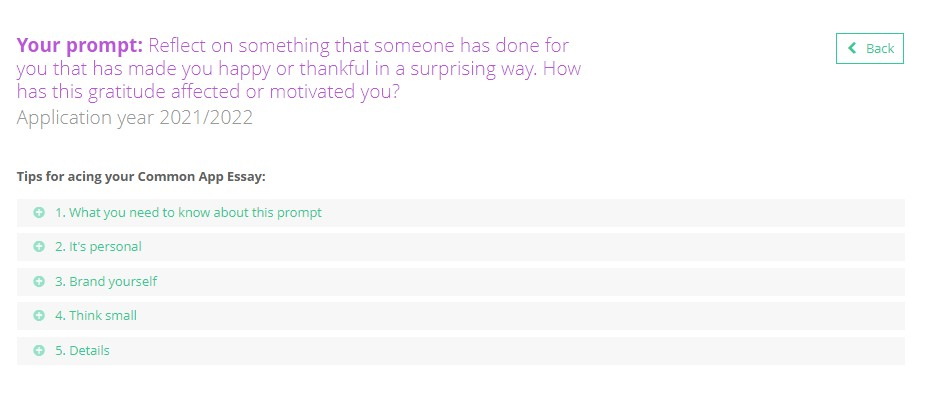 Your prompt: Reflect on something that someone has done for
you that has made you happy or thankful in a surprising way. How
has this gratitude affected or motivated you?
Application year 2021/2022
Back
Tips for acing your Common App Essay:
1. What you need to know about this prompt
2. It's personal
3. Brand yourself
4. Think small
5. Details